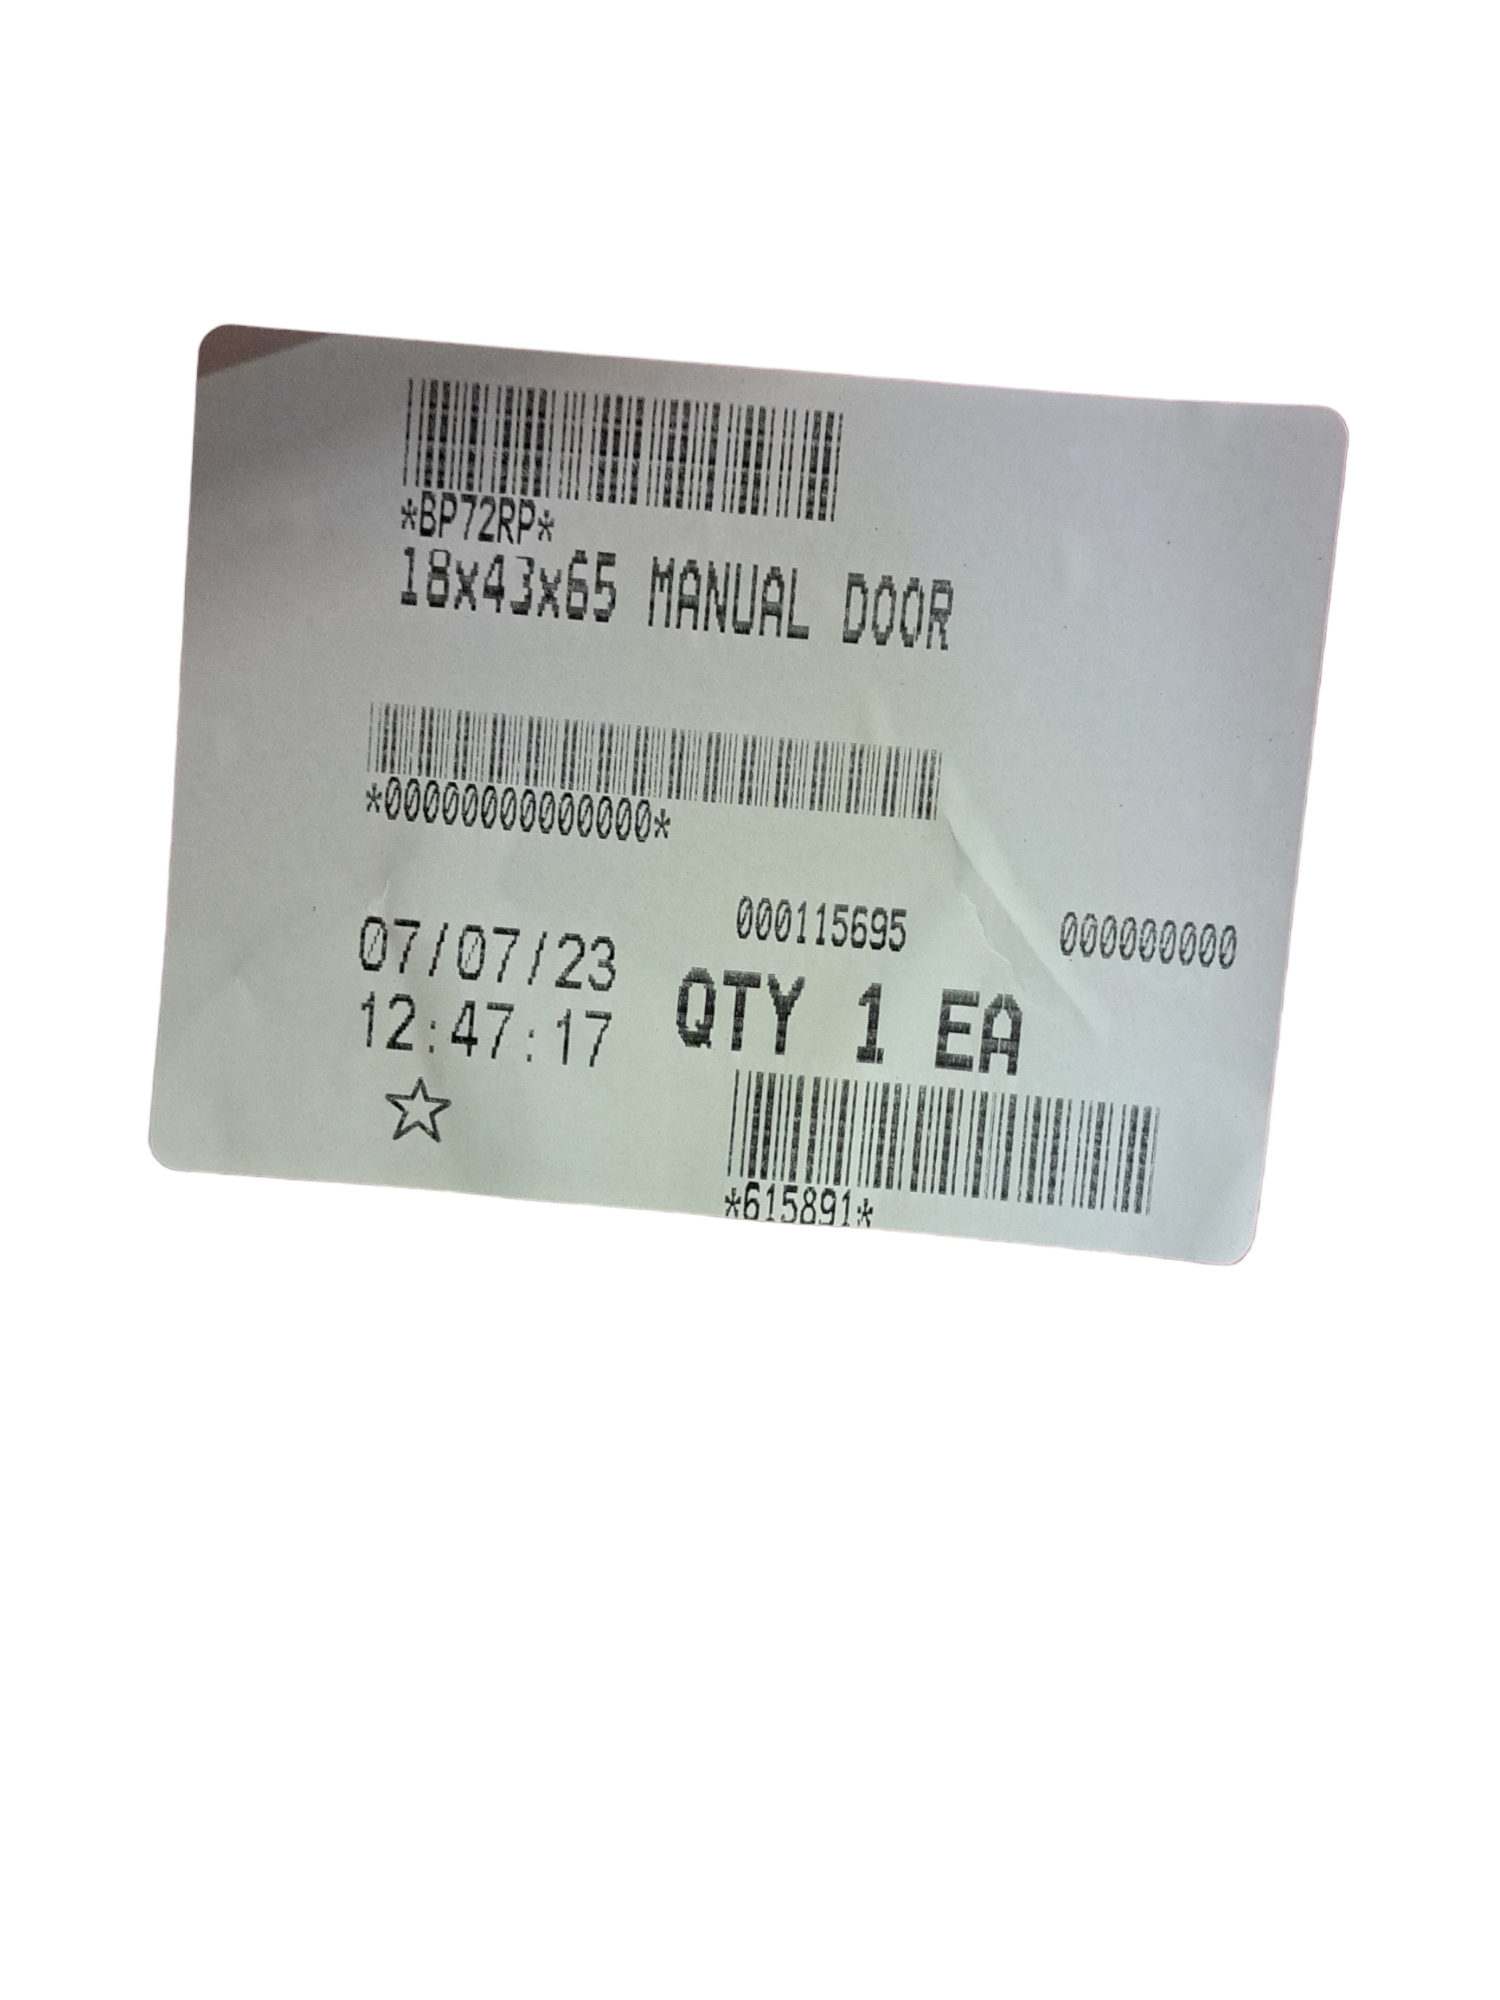 *BP72RP*
18x43x65 MANUAL DOOR
*00000000000000*
000115695 000000000
07/07/23
QTY 1 EA
12:47:17
*615891*